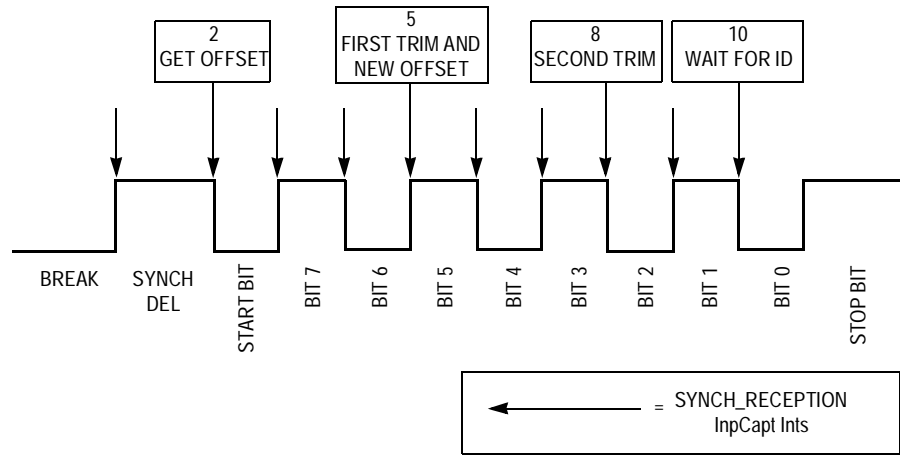 2
GET OFFSET
5
FIRST TRIM AND
NEW OFFSET
8
SECOND TRIM
10
WAIT FOR ID
BREAK
SYNCH
DEL
START BIT
BIT 7
BIT 6
BIT 5
BIT 4
BIT 3
BIT 2
BIT 1
BIT 0
STOP BIT
= SYNCH_RECEPTION
InpCapt Ints